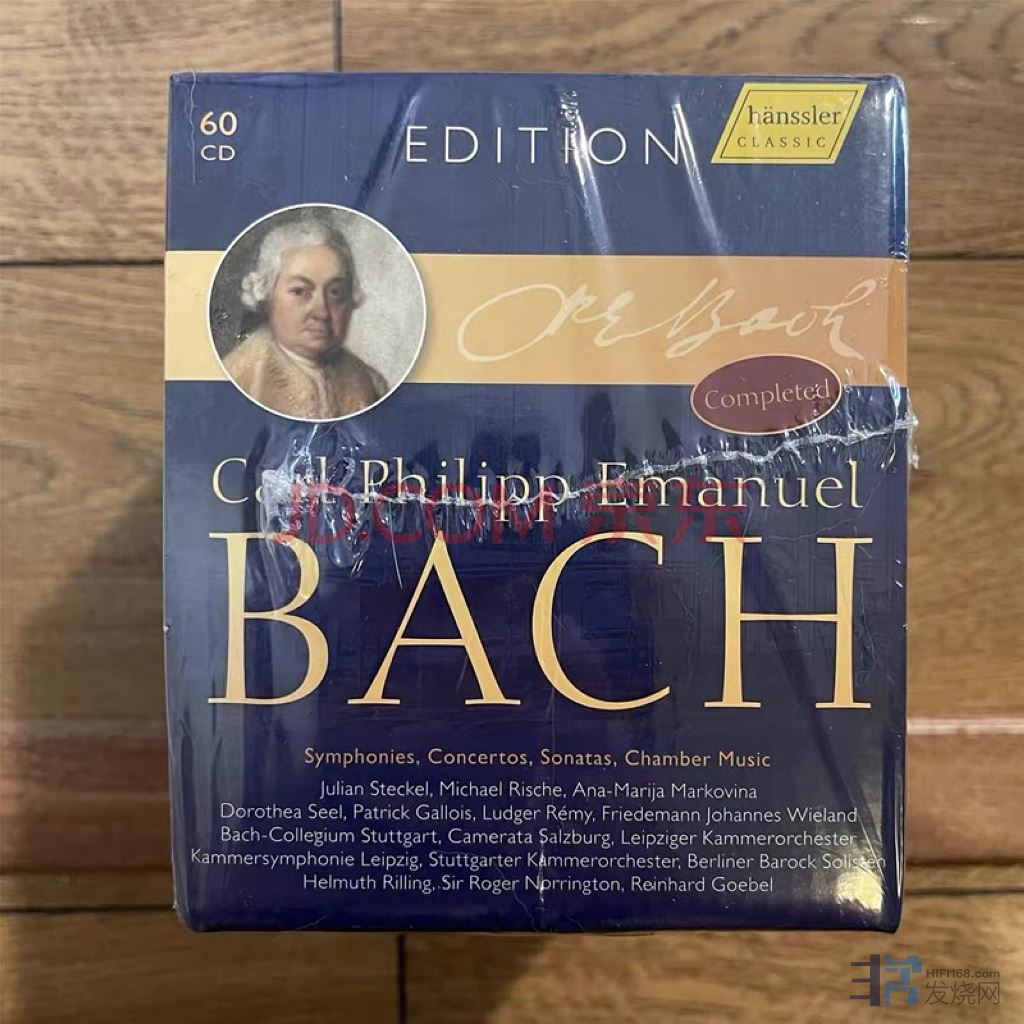 60
CD
EDITION
hänssler
CLASSIC
CPE Bach
Completed
Carl Philipp Emanuel
JD.COM 京东
BACH
Symphonies, Concertos, Sonatas, Chamber Music
Julian Steckel, Michael Rische, Ana-Marija Markovina
Dorothea Seel, Patrick Gallois, Ludger Rémy, Friedemann Johannes Wieland
Bach-Collegium Stuttgart, Camerata Salzburg, Leipziger Kammerorchester
Kammersymphonie Leipzig, Stuttgarter Kammerorchester, Berliner Barock Solisten
Helmuth Rilling, Sir Roger Norrington, Reinhard Goebel
HIFI168.com
发烧网